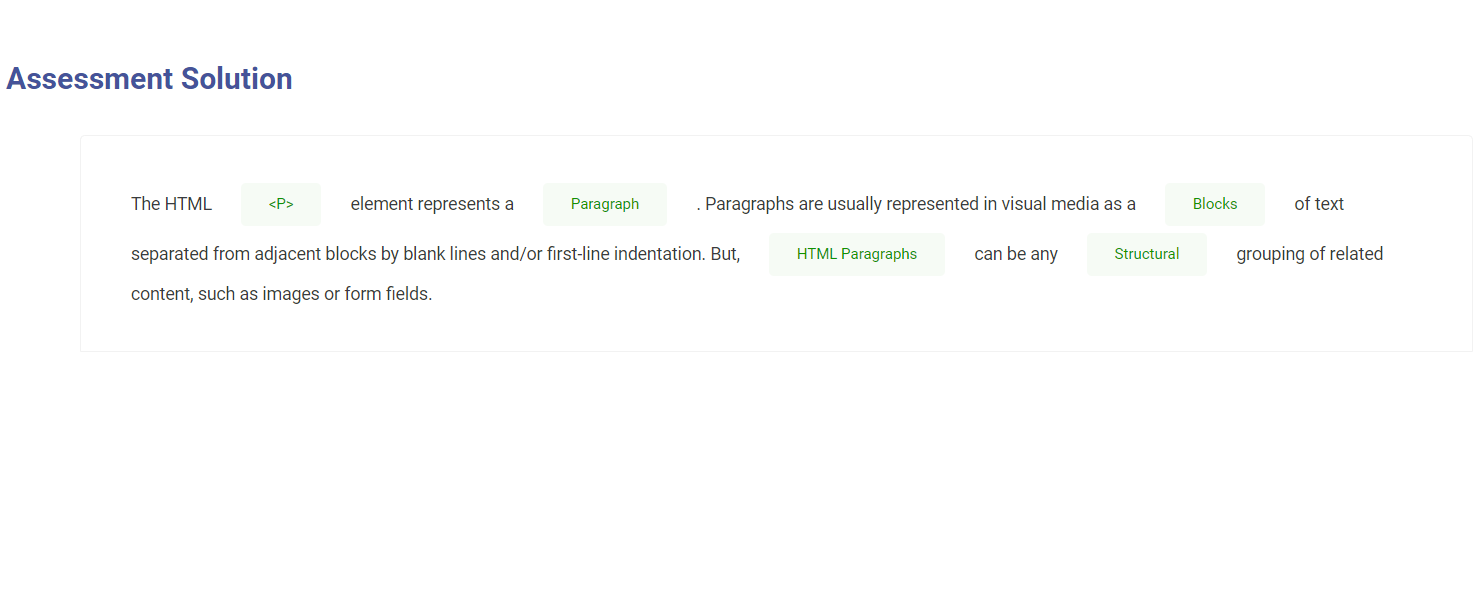 Assessment Solution
The HTML <P> element represents a Paragraph . Paragraphs are usually represented in visual media as a Blocks of text
separated from adjacent blocks by blank lines and/or first-line indentation. But, HTML Paragraphs can be any Structural grouping of related
content, such as images or form fields.